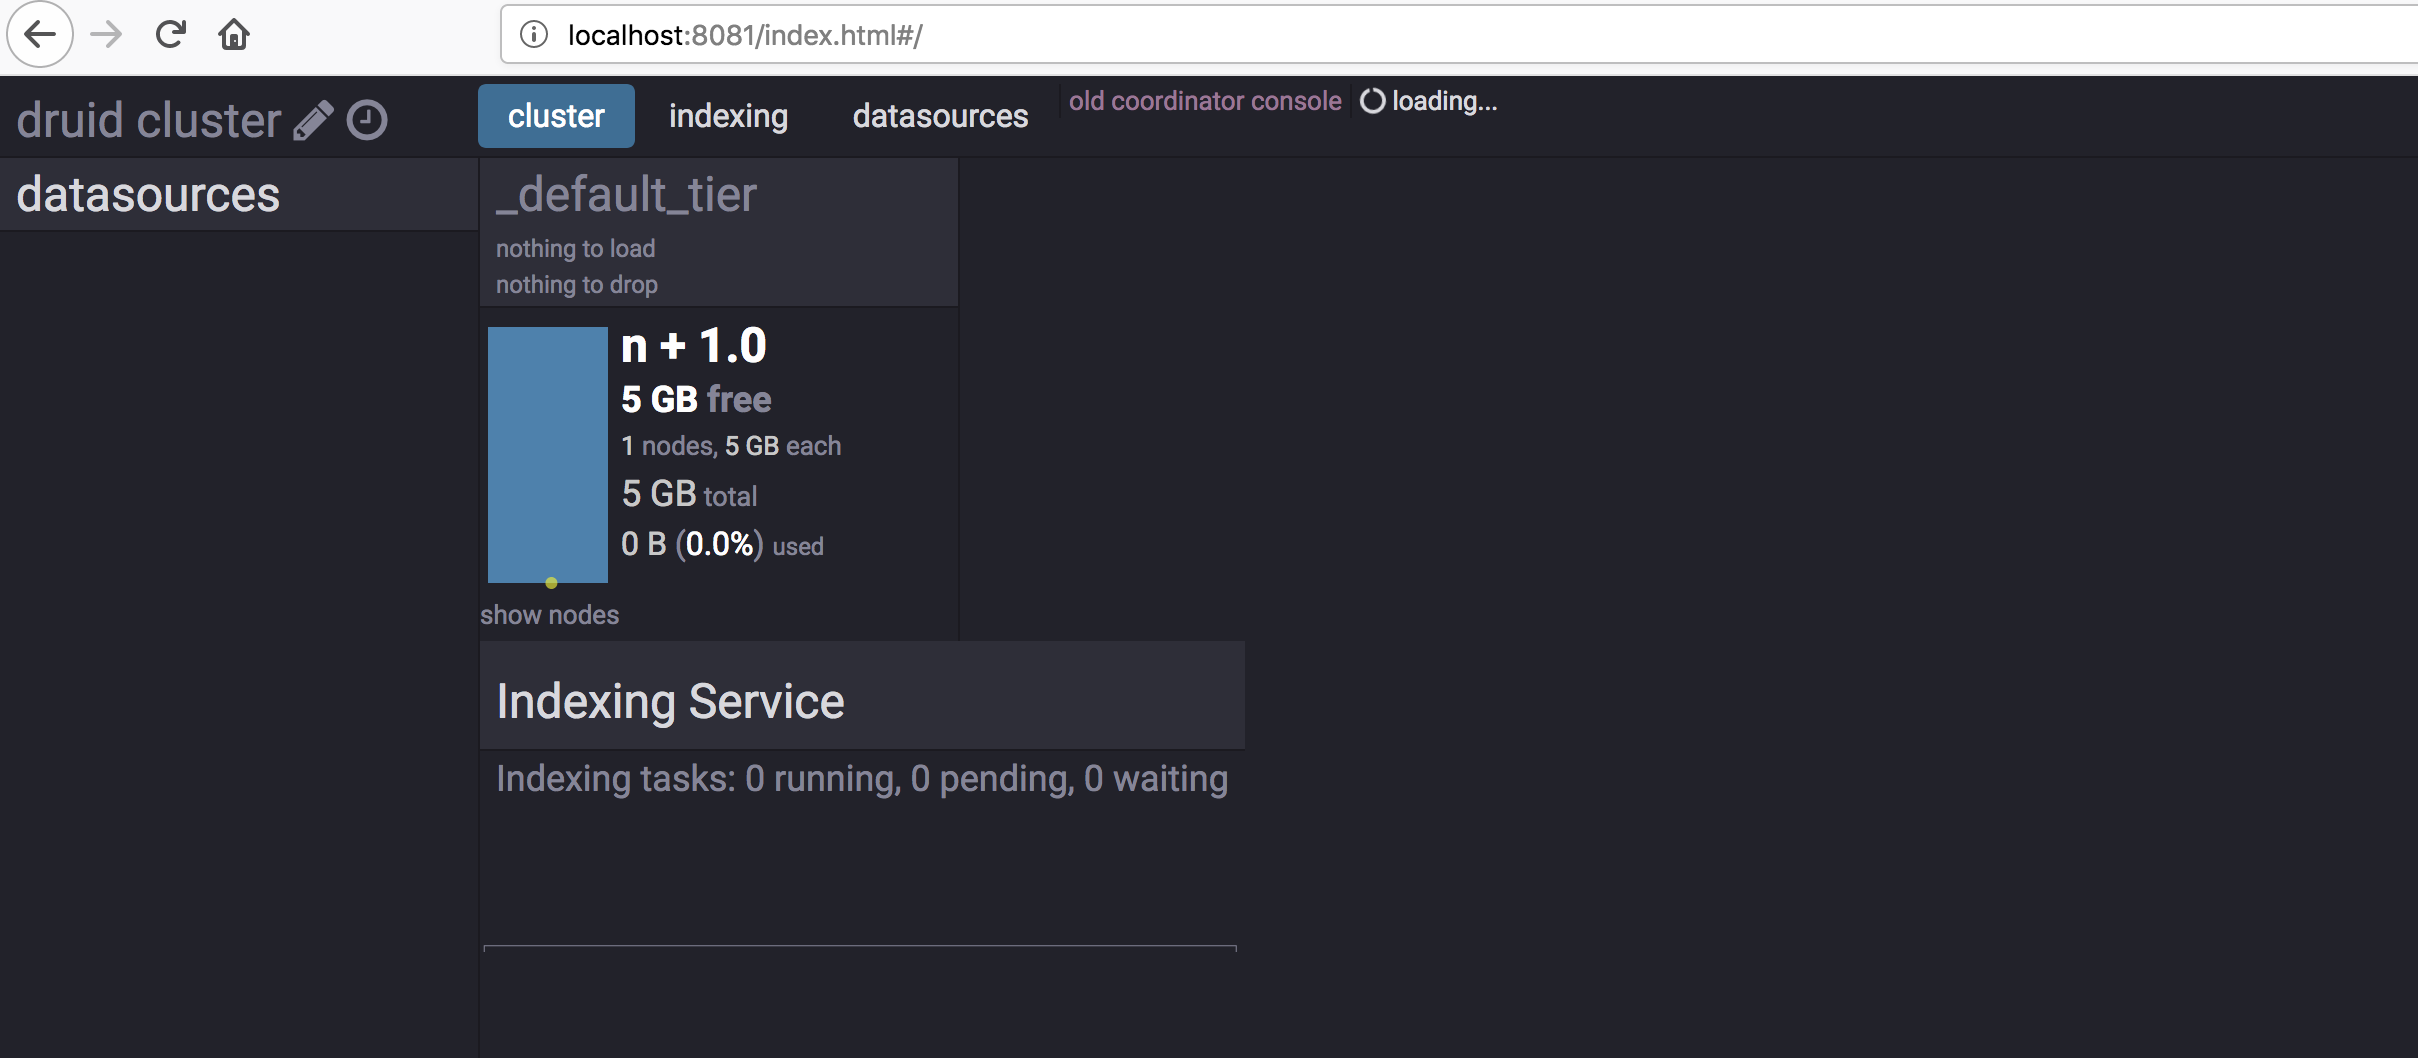 localhost:8081/index.html#/
druid cluster
cluster
indexing
datasources
old coordinator console
loading...
datasources
_default_tier
nothing to load
nothing to drop
n + 1.0
5 GB free
1 nodes, 5 GB each
5 GB total
0 B (0.0%) used
show nodes
Indexing Service
Indexing tasks: 0 running, 0 pending, 0 waiting